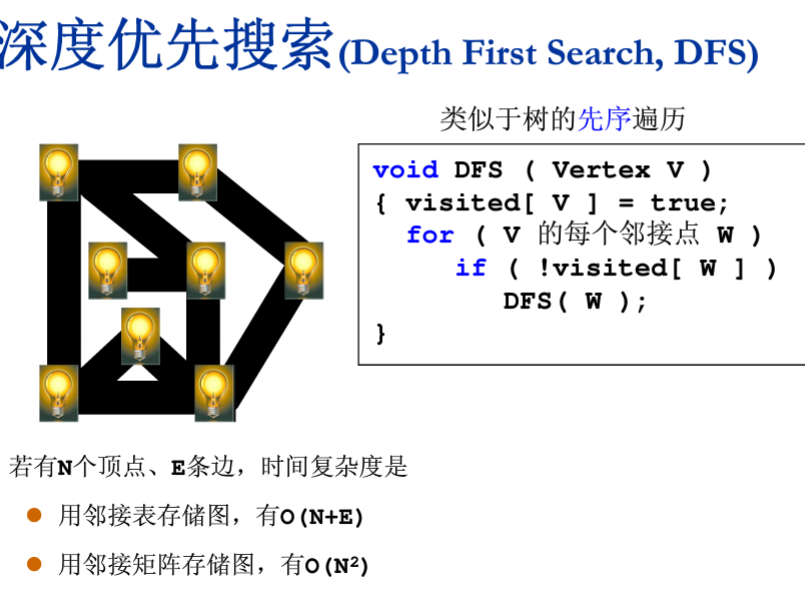 深度优先搜索(Depth First Search, DFS)
类似于树的先序遍历
void DFS ( Vertex V )
{ visited[ V ] = true;
for ( V 的每个邻接点 W )
if ( !visited[ W ] )
DFS( W );
}
若有N个顶点、E条边，时间复杂度是
用邻接表存储图，有O(N+E)
用邻接矩阵存储图，有O(N²)